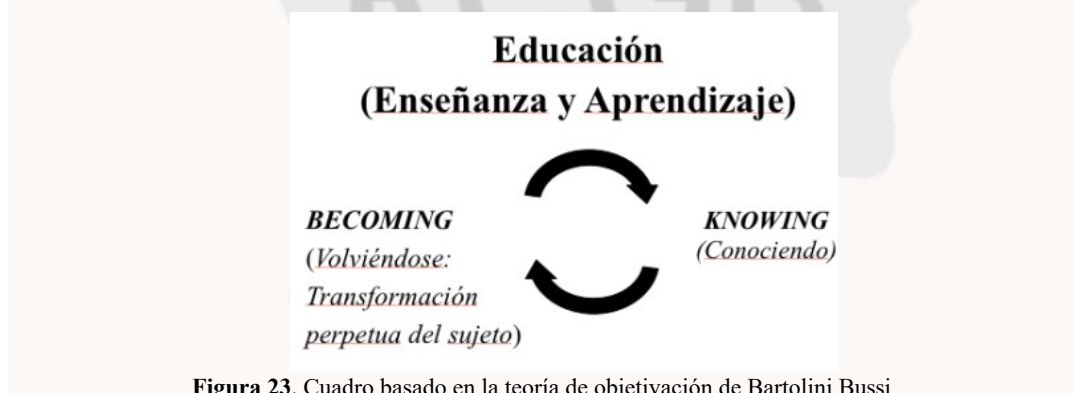 Educación
(Enseñanza y Aprendizaje)
BECOMING
(Volviéndose:
Transformación
perpetua del sujeto)
KNOWING
(Conociendo)
Figura 23. Cuadro basado en la teoría de objetivación de Bartolini Bussi